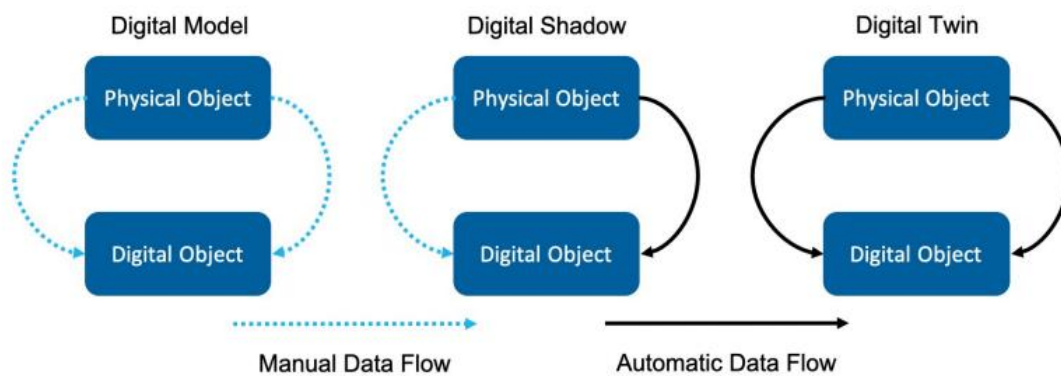 Digital Model
Digital Shadow
Digital Twin
Physical Object
Physical Object
Physical Object
Digital Object
Digital Object
Digital Object
Manual Data Flow
Automatic Data Flow